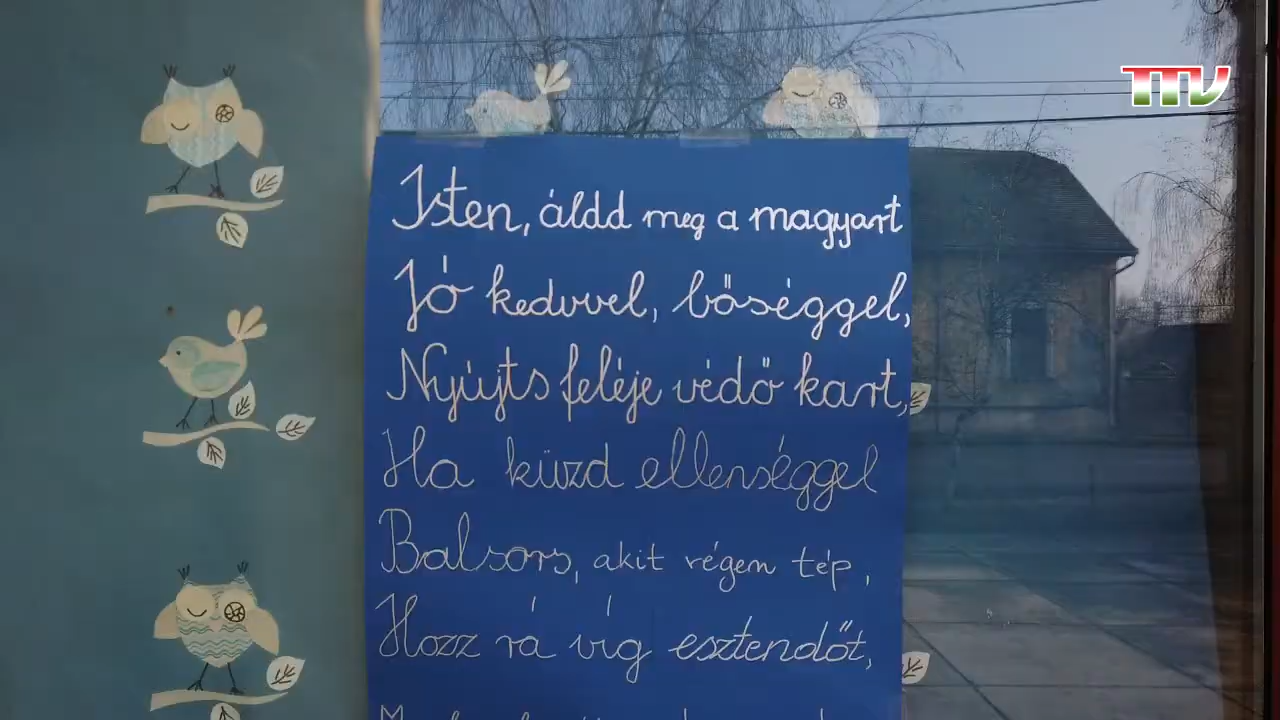 TTV
Isten, áldd meg a magyart
Jó kedvvel, bőséggel,
Nyújts feléje védő kart,
Ha küzd ellenséggel
Balsors, akit régen tép,
Hozz rá víg esztendőt,